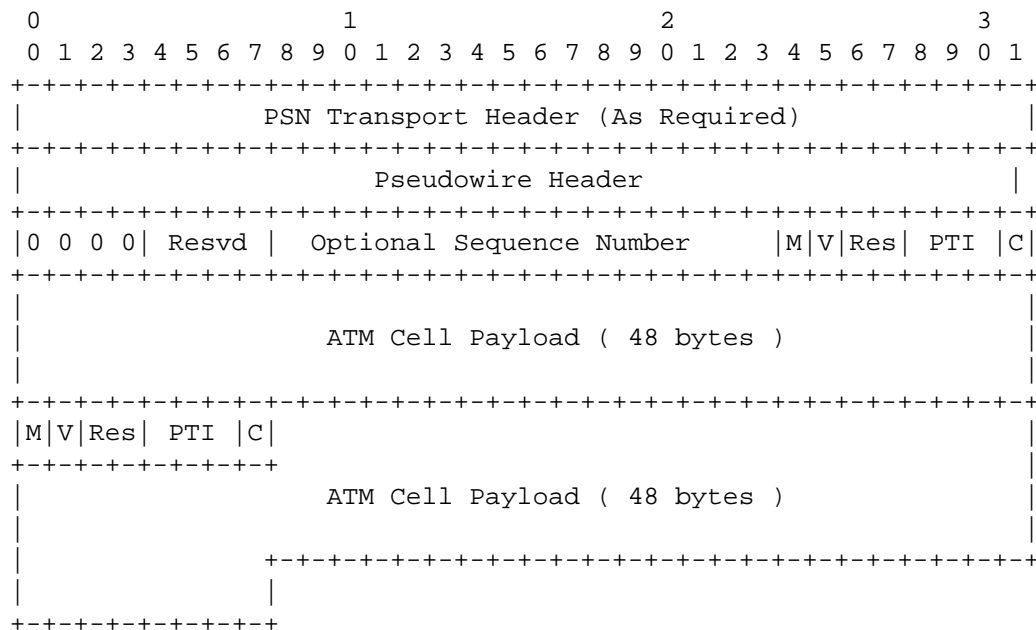 0                   1                   2                   3
 0 1 2 3 4 5 6 7 8 9 0 1 2 3 4 5 6 7 8 9 0 1 2 3 4 5 6 7 8 9 0 1
+-+-+-+-+-+-+-+-+-+-+-+-+-+-+-+-+-+-+-+-+-+-+-+-+-+-+-+-+-+-+-+-+
|               PSN Transport Header (As Required)              |
+-+-+-+-+-+-+-+-+-+-+-+-+-+-+-+-+-+-+-+-+-+-+-+-+-+-+-+-+-+-+-+-+
|                      Pseudowire Header                       |
+-+-+-+-+-+-+-+-+-+-+-+-+-+-+-+-+-+-+-+-+-+-+-+-+-+-+-+-+-+-+-+-+
|0 0 0 0| Resvd |  Optional Sequence Number     |M|V|Res| PTI |C|
+-+-+-+-+-+-+-+-+-+-+-+-+-+-+-+-+-+-+-+-+-+-+-+-+-+-+-+-+-+-+-+-+
|                                                               |
|                   ATM Cell Payload ( 48 bytes )               |
|                                                               |
+-+-+-+-+-+-+-+-+-+-+-+-+-+-+-+-+-+-+-+-+-+-+-+-+-+-+-+-+-+-+-+-+
|M|V|Res| PTI |C|                                               |
+-+-+-+-+-+-+-+-+                                               |
|                   ATM Cell Payload ( 48 bytes )               |
|                                                               |
|               +-+-+-+-+-+-+-+-+-+-+-+-+-+-+-+-+-+-+-+-+-+-+-+-+
|               |
+-+-+-+-+-+-+-+-+